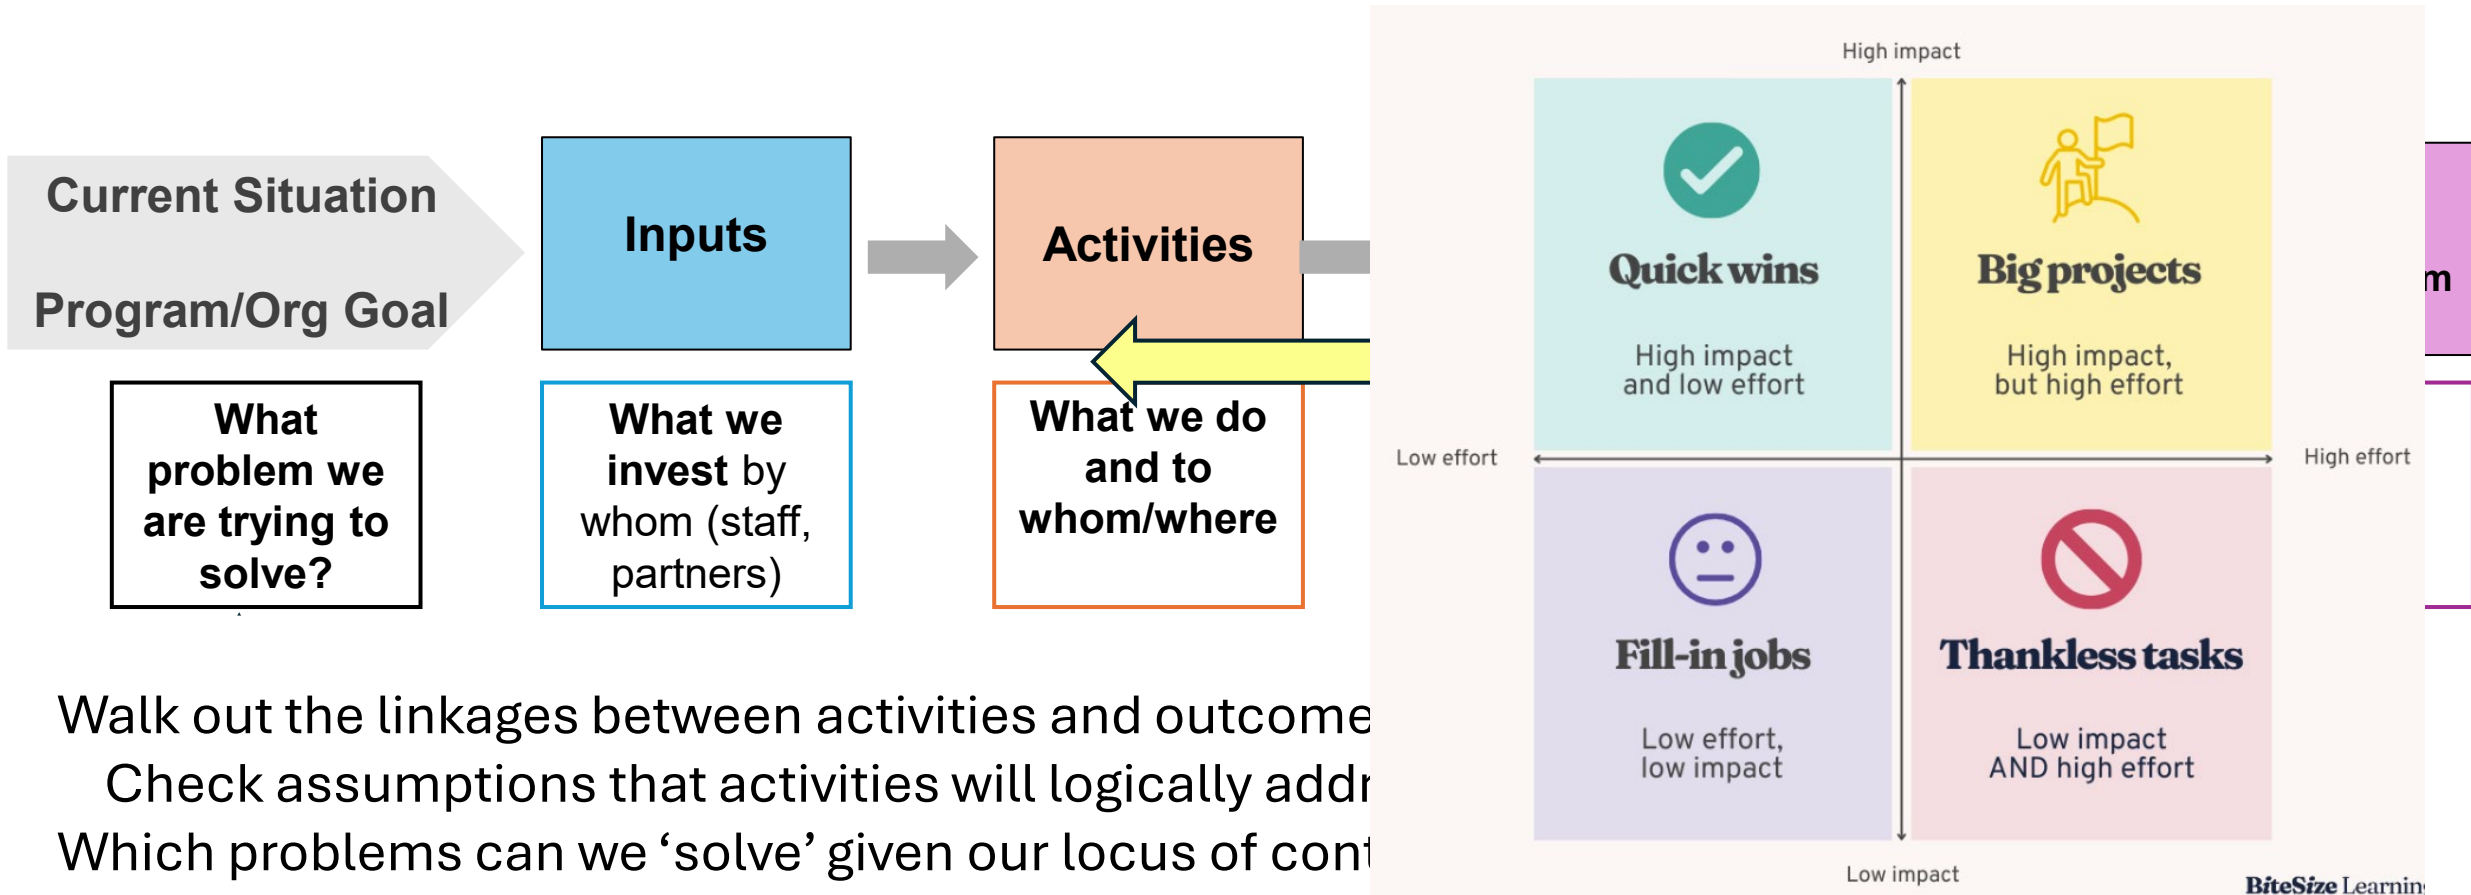 Current Situation
Program/Org Goal
Inputs
Activities
What
problem we
are trying to
solve?
What we
invest by
whom (staff,
partners)
What we do
and to
whom/where
Walk out the linkages between activities and outcome
Check assumptions that activities will logically addr
Which problems can we ‘solve’ given our locus of cont
High impact
Quick wins
High impact
and low effort
Big projects
High impact,
but high effort
Low effort
High effort
Fill-in jobs
Low effort,
low impact
Thankless tasks
Low impact
AND high effort
Low impact
BiteSize Learnin
m